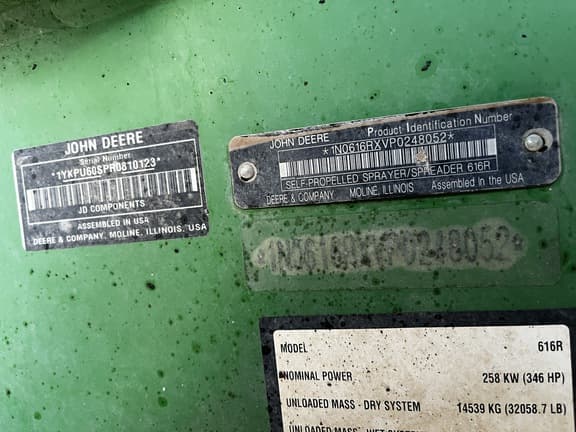 JOHN DEERE
Serial Number
*1YKPU60SPR0810123*
JD COMPONENTS
ASSEMBLED IN USA
DEERE & COMPANY, MOLINE, ILLINOIS, USA
JOHN DEERE Product Identification Number
*1N0616RXVP0248052*
SELF-PROPELLED SPRAYER/SPREADER 616R
DEERE & COMPANY MOLINE, ILLINOIS Assembled In the USA
MODEL 616R
NOMINAL POWER 258 KW (346 HP)
UNLOADED MASS - DRY SYSTEM 14539 KG (32058.7 LB)